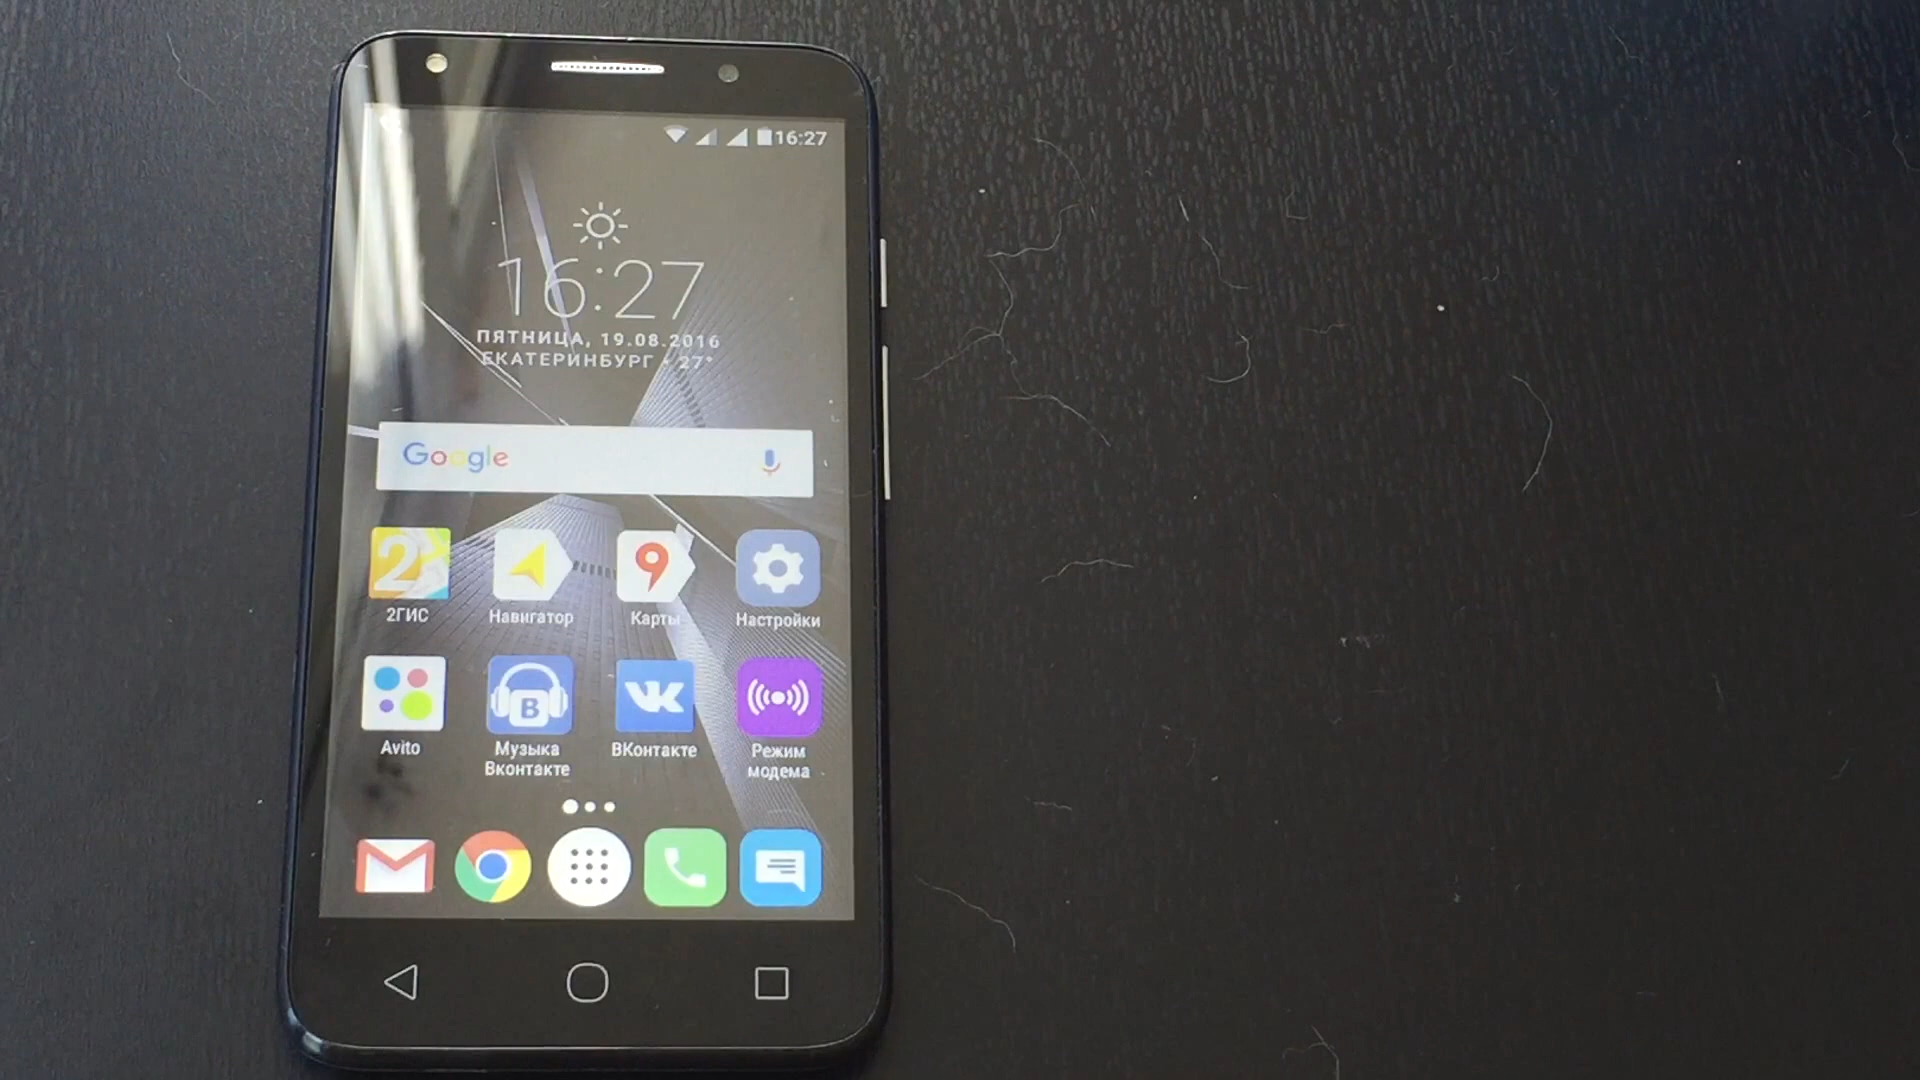 16:27
16:27
ПЯТНИЦА, 19.08.2016
ЕКАТЕРИНБУРГ • 27°
Google
2
2ГИС
Навигатор
Карты
Настройки
B
Avito
Музыка
Вконтакте
ВКонтакте
Режим
модема